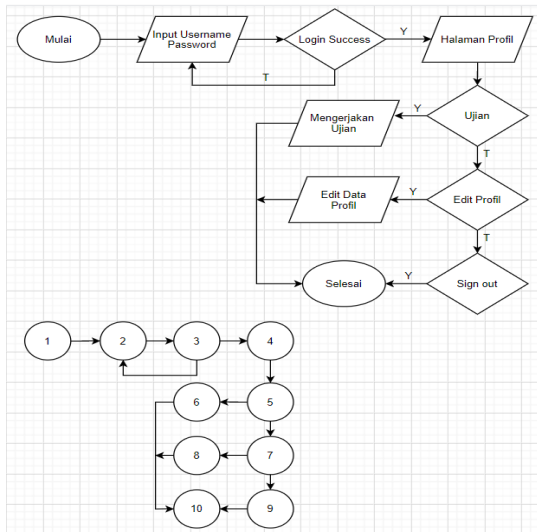 Mulai
Input Username
Password
Login Success
Y
Halaman Profil
T
Mengerjakan
Ujian
Y
Ujian
T
Edit Data
Profil
Y
Edit Profil
T
Selesai
Y
Sign out
1
2
3
4
6
5
8
7
10
9